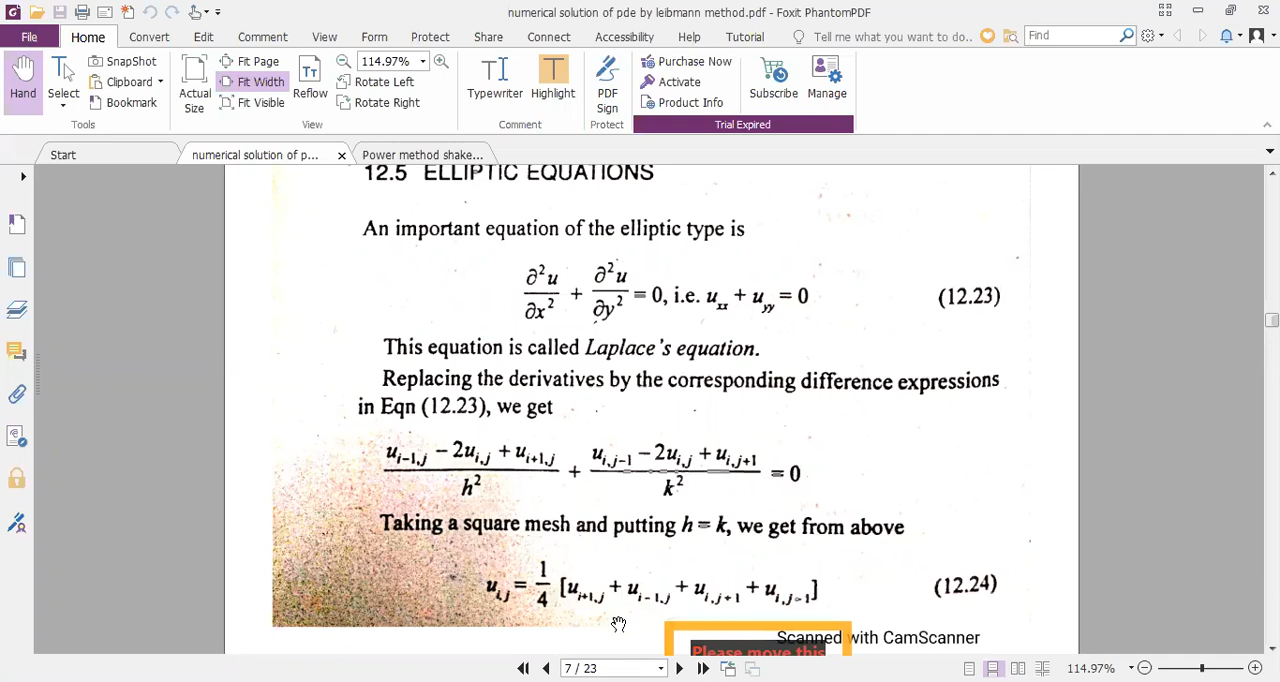 numerical solution of pde by leibmann method.pdf - Foxit PhantomPDF
File Home Convert Edit Comment View Form Protect Share Connect Accessibility Help Tutorial Tell me what you want to do.. Find
Hand Select SnapShot Clipboard Bookmark Actual Size Fit Page Fit Width Fit Visible Reflow 114.97% Rotate Left Rotate Right Typewriter Highlight PDF Sign Purchase Now Activate Product Info Subscribe Manage
Tools View Comment Protect Trial Expired
Start numerical solution of p... Power method shake...
12.5 ELLIPTIC EQUATIONS
An important equation of the elliptic type is
∂²u/∂x² + ∂²u/∂y² = 0, i.e. u_xx + u_yy = 0 (12.23)
This equation is called Laplace's equation.
Replacing the derivatives by the corresponding difference expressions
in Eqn (12.23), we get
(u_{i-1,j} − 2u_{i,j} + u_{i+1,j})/h² + (u_{i,j-1} − 2u_{i,j} + u_{i,j+1})/k² = 0
Taking a square mesh and putting h = k, we get from above
u_{i,j} = 1/4 [u_{i+1,j} + u_{i-1,j} + u_{i,j+1} + u_{i,j-1}] (12.24)
Scanned with CamScanner
Please move this
7 / 23 114.97%